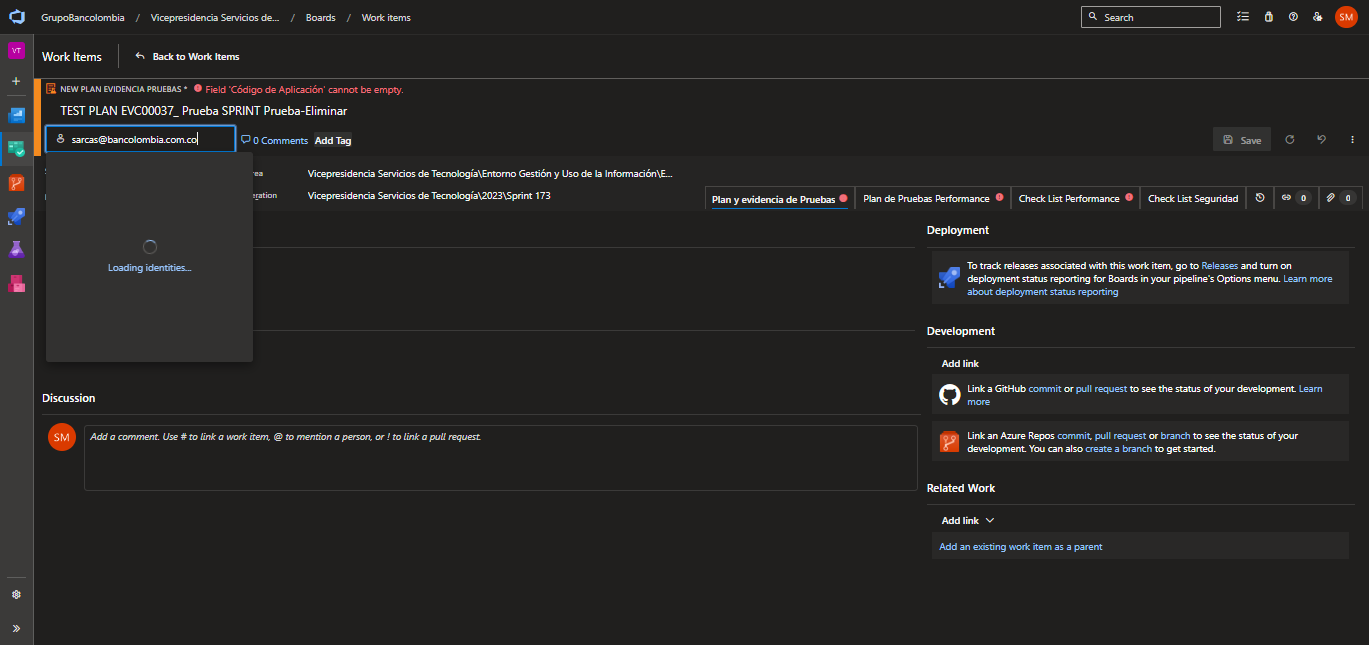 GrupoBancolombia / Vicepresidencia Servicios de... / Boards / Work items
Search
SM
VT
Work Items
Back to Work Items
NEW PLAN EVIDENCIA PRUEBAS * Field 'Código de Aplicación' cannot be empty.
TEST PLAN EVC00037_ Prueba SPRINT Prueba-Eliminar
sarcas@bancolombia.com.co
0 Comments
Add Tag
Save
rea
Vicepresidencia Servicios de Tecnología\Entorno Gestión y Uso de la Información\E...
eration
Vicepresidencia Servicios de Tecnología\2023\Sprint 173
Plan y evidencia de Pruebas
Plan de Pruebas Performance
Check List Performance
Check List Seguridad
0
0
Loading identities...
Deployment
To track releases associated with this work item, go to Releases and turn on
deployment status reporting for Boards in your pipeline's Options menu. Learn more
about deployment status reporting
Development
Add link
Link a GitHub commit or pull request to see the status of your development. Learn
more
Link an Azure Repos commit, pull request or branch to see the status of your
development. You can also create a branch to get started.
Related Work
Add link
Add an existing work item as a parent
Discussion
SM
Add a comment. Use # to link a work item, @ to mention a person, or ! to link a pull request.